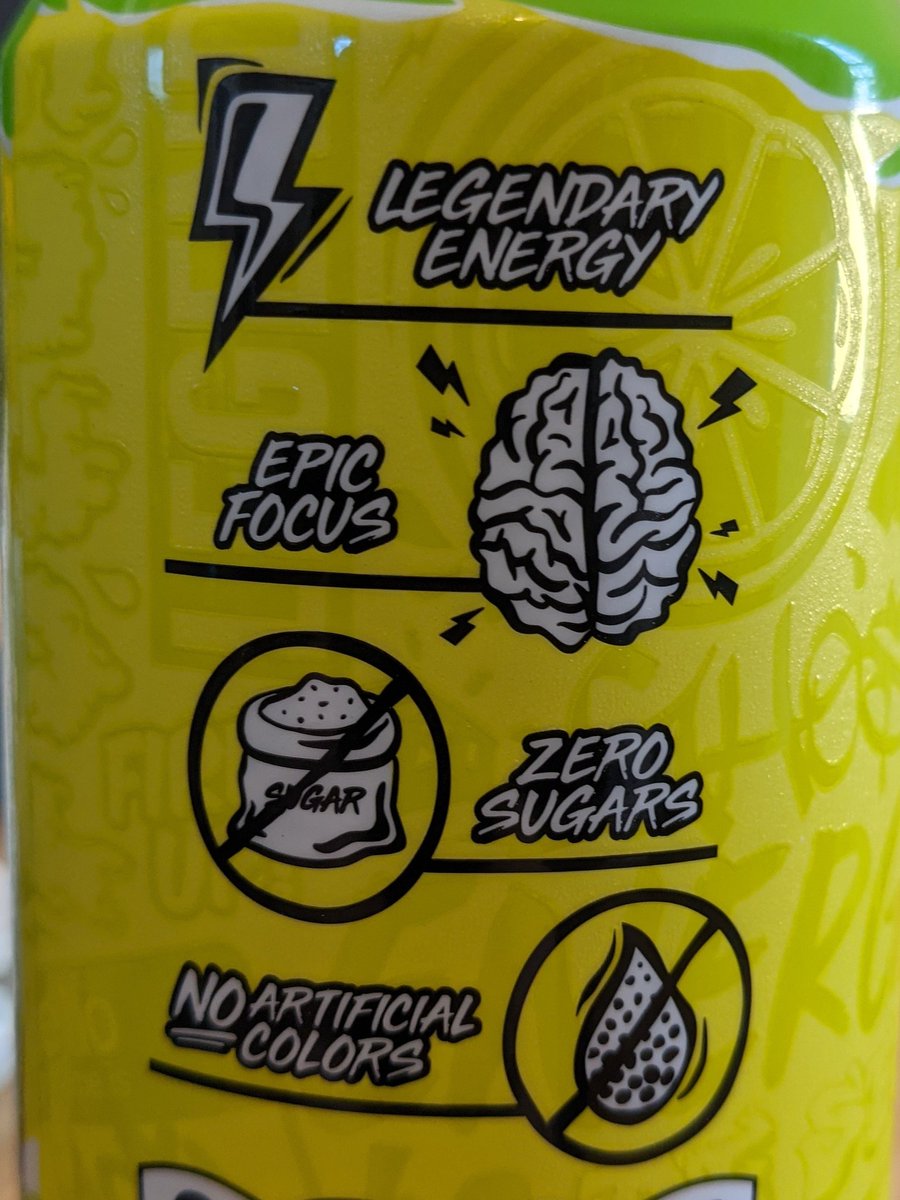 LEGENDARY
ENERGY
EPIC
FOCUS
SUGAR
ZERO
SUGARS
NO ARTIFICIAL
COLORS